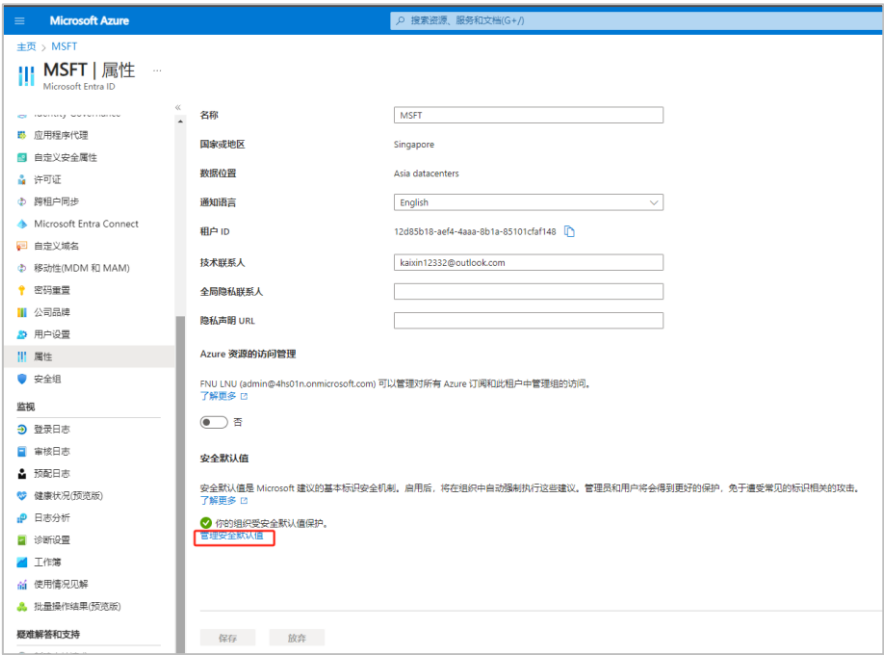 Microsoft Azure
搜索资源、服务和文档(G+/)
主页 > MSFT
MSFT | 属性 ...
Microsoft Entra ID
Identity Governance
应用程序代理
自定义安全属性
许可证
跨租户同步
Microsoft Entra Connect
自定义域名
移动性(MDM 和 MAM)
密码重置
公司品牌
用户设置
属性
安全组
监视
登录日志
审核日志
预配日志
健康状况(预览版)
日志分析
诊断设置
工作簿
使用情况见解
批量操作结果(预览版)
疑难解答和支持
名称
MSFT
国家或地区
Singapore
数据位置
Asia datacenters
通知语言
English
租户 ID
12d85b18-aef4-4aaa-8b1a-85101cfaf148
技术联系人
kaixin12332@outlook.com
全局隐私联系人
隐私声明 URL
Azure 资源的访问管理
FNU LNU (admin@4hs01n.onmicrosoft.com) 可以管理对所有 Azure 订阅和此租户中管理组的访问。
了解更多
否
安全默认值
安全默认值是 Microsoft 建议的基本标识安全机制。启用后，将在组织中自动强制执行这些建议。管理员和用户将会得到更好的保护，免于遭受常见的标识相关的攻击。
了解更多
你的组织受安全默认值保护。
管理安全默认值
保存
放弃